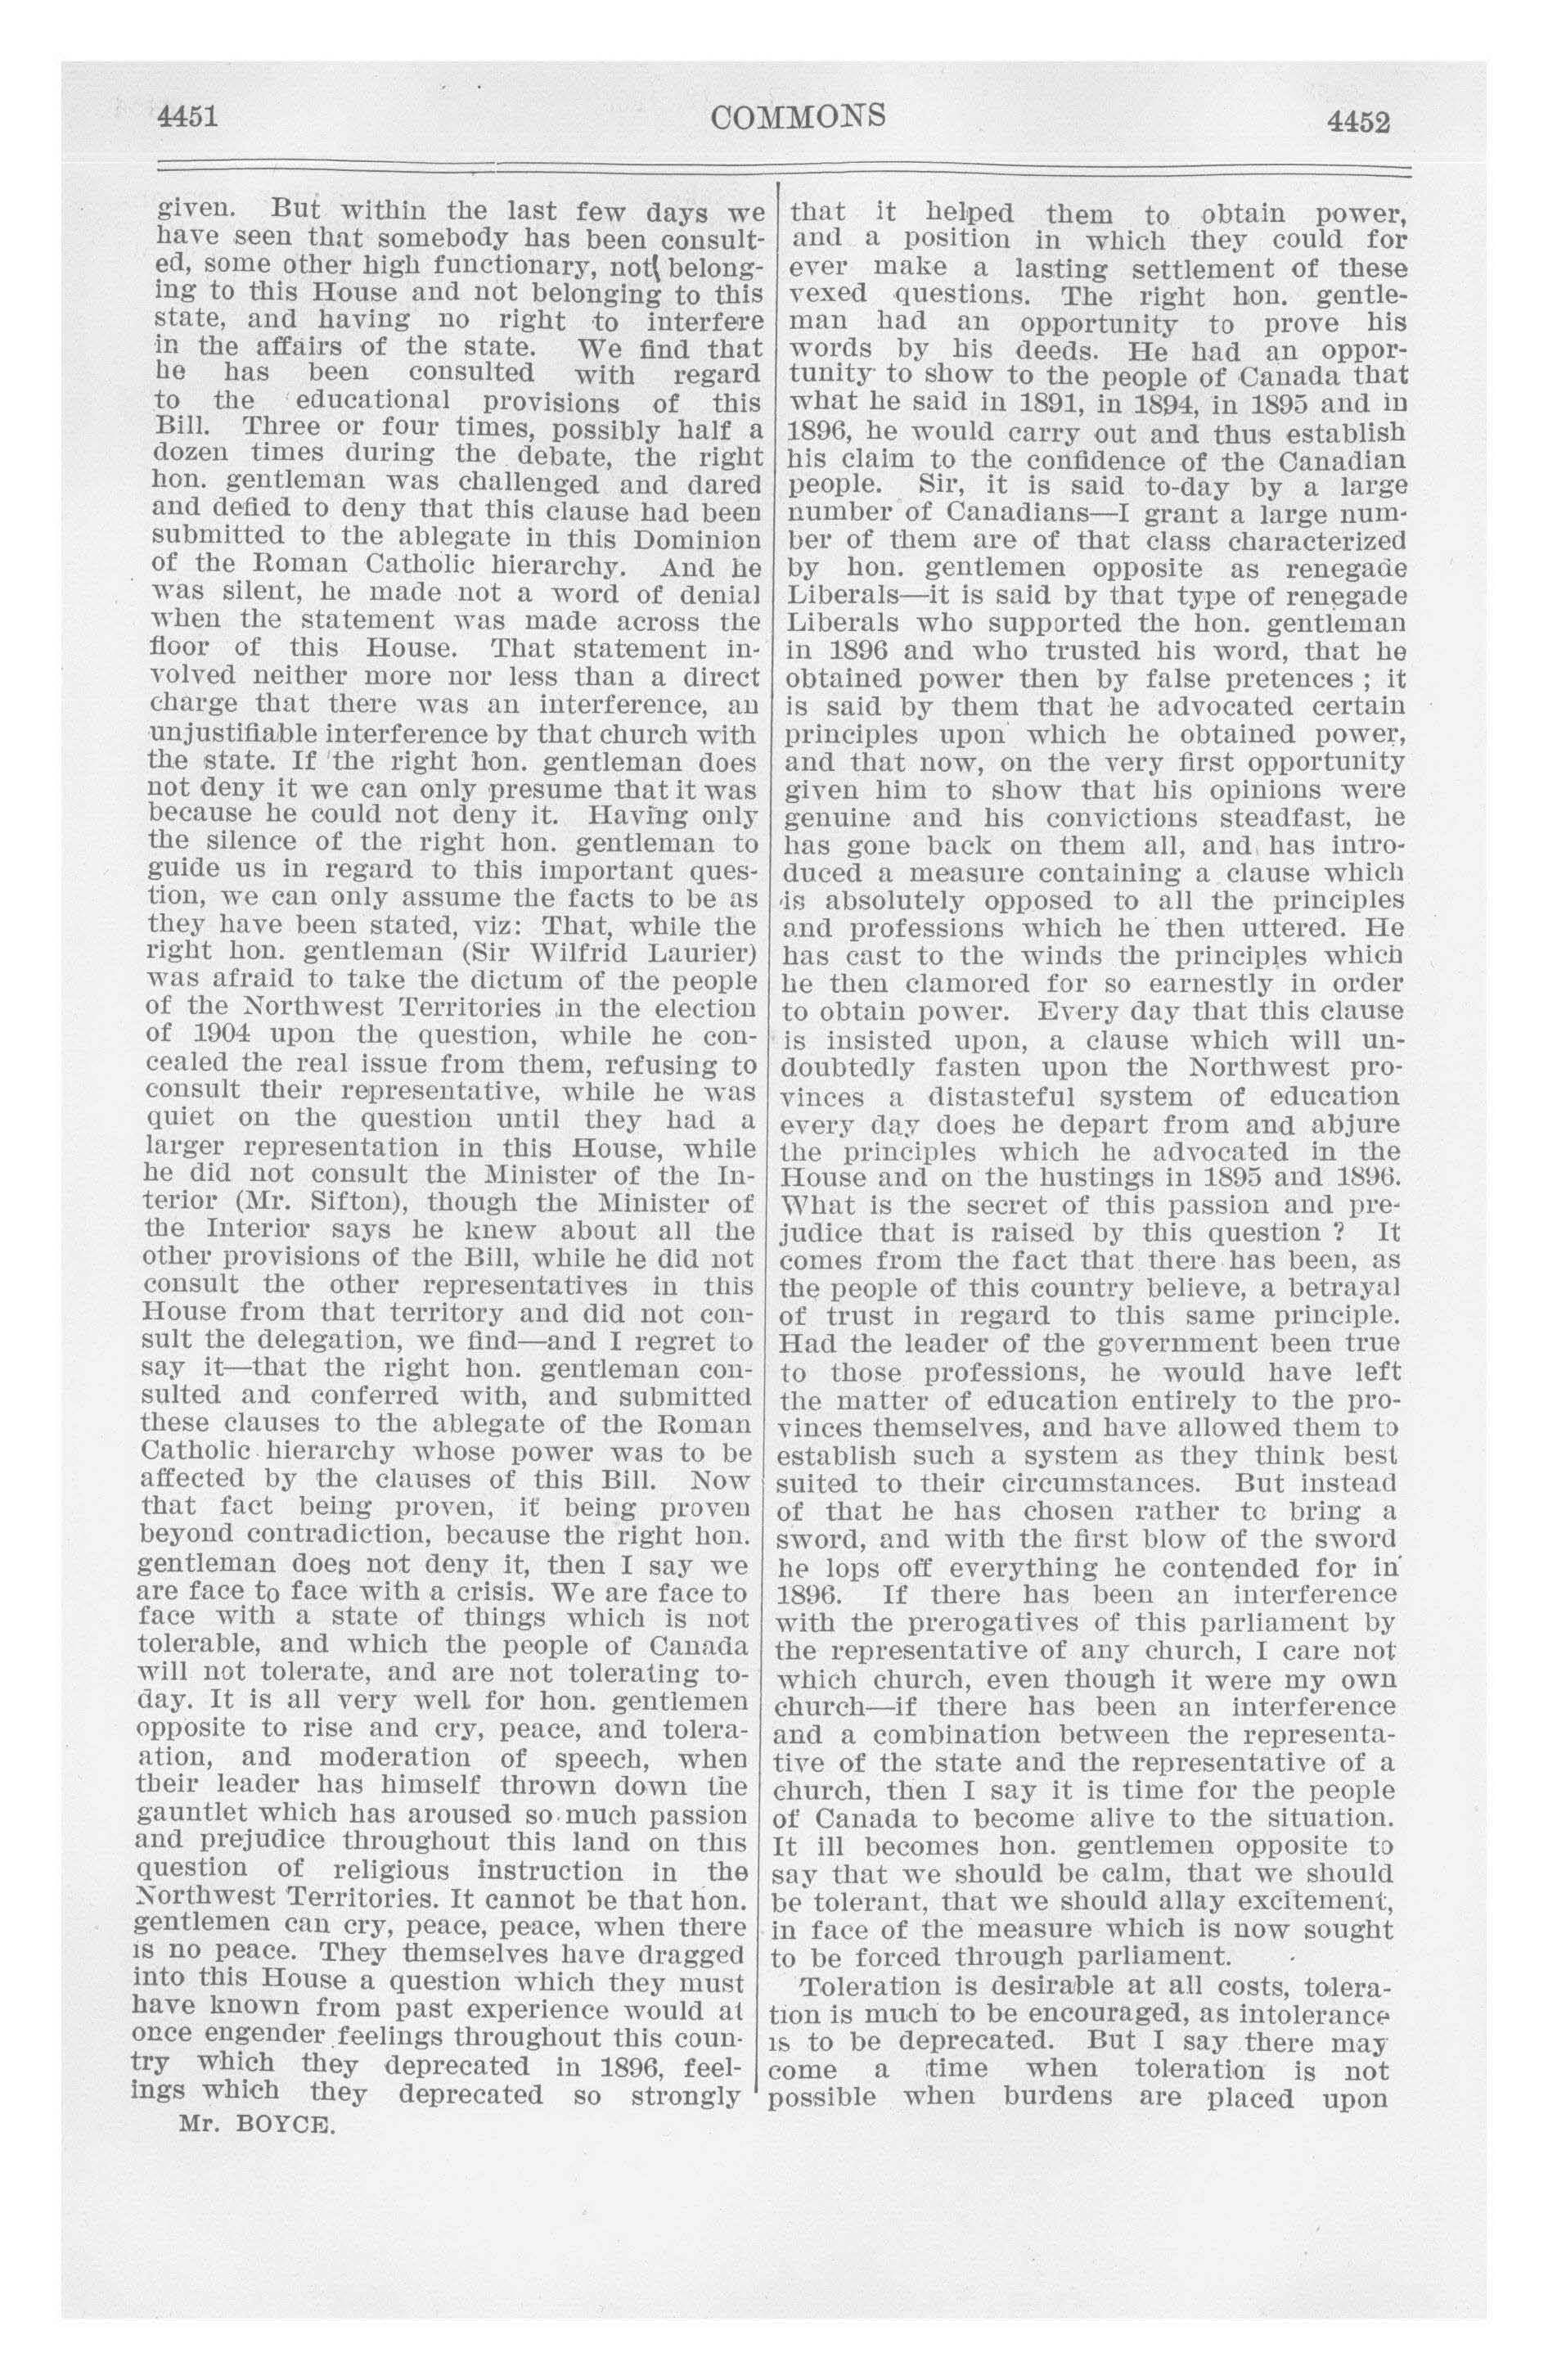 4451
COMMONS
4452
given. But within the last few days we
have seen that somebody has been consult-
ed, some other high functionary, not belong-
ing to this House and not belonging to this
state, and having no right to interfere
in the affairs of the state. We find that
he has been consulted with regard
to the educational provisions of this
Bill. Three or four times, possibly half a
dozen times during the debate, the right
hon. gentleman was challenged and dared
and defied to deny that this clause had been
submitted to the ablegate in this Dominion
of the Roman Catholic hierarchy. And he
was silent, he made not a word of denial
when the statement was made across the
floor of this House. That statement in-
volved neither more nor less than a direct
charge that there was an interference, an
unjustifiable interference by that church with
the state. If the right hon. gentleman does
not deny it we can only presume that it was
because he could not deny it. Having only
the silence of the right hon. gentleman to
guide us in regard to this important ques-
tion, we can only assume the facts to be as
they have been stated, viz: That, while the
right hon. gentleman (Sir Wilfrid Laurier)
was afraid to take the dictum of the people
of the Northwest Territories in the election
of 1904 upon the question, while he con-
cealed the real issue from them, refusing to
consult their representative, while he was
quiet on the question until they had a
larger representation in this House, while
he did not consult the Minister of the In-
terior (Mr. Sifton), though the Minister of
the Interior says he knew about all the
other provisions of the Bill, while he did not
consult the other representatives in this
House from that territory and did not con-
sult the delegation, we find—and I regret to
say it—that the right hon. gentleman con-
sulted and conferred with, and submitted
these clauses to the ablegate of the Roman
Catholic hierarchy whose power was to be
affected by the clauses of this Bill. Now
that fact being proven, it being proven
beyond contradiction, because the right hon.
gentleman does not deny it, then I say we
are face to face with a crisis. We are face to
face with a state of things which is not
tolerable, and which the people of Canada
will not tolerate, and are not tolerating to-
day. It is all very well for hon. gentlemen
opposite to rise and cry, peace, and tolera-
ation, and moderation of speech, when
their leader has himself thrown down the
gauntlet which has aroused so much passion
and prejudice throughout this land on this
question of religious instruction in the
Northwest Territories. It cannot be that hon.
gentlemen can cry, peace, peace, when there
is no peace. They themselves have dragged
into this House a question which they must
have known from past experience would at
once engender feelings throughout this coun-
try which they deprecated in 1896, feel-
ings which they deprecated so strongly
Mr. BOYCE.
that it helped them to obtain power,
and a position in which they could for
ever make a lasting settlement of these
vexed questions. The right hon. gentle-
man had an opportunity to prove his
words by his deeds. He had an oppor-
tunity to show to the people of Canada that
what he said in 1891, in 1894, in 1895 and in
1896, he would carry out and thus establish
his claim to the confidence of the Canadian
people. Sir, it is said to-day by a large
number of Canadians—I grant a large num-
ber of them are of that class characterized
by hon. gentlemen opposite as renegade
Liberals—it is said by that type of renegade
Liberals who supported the hon. gentleman
in 1896 and who trusted his word, that he
obtained power then by false pretences ; it
is said by them that he advocated certain
principles upon which he obtained power,
and that now, on the very first opportunity
given him to show that his opinions were
genuine and his convictions steadfast, he
has gone back on them all, and has intro-
duced a measure containing a clause which
is absolutely opposed to all the principles
and professions which he then uttered. He
has cast to the winds the principles which
he then clamored for so earnestly in order
to obtain power. Every day that this clause
is insisted upon, a clause which will un-
doubtedly fasten upon the Northwest pro-
vinces a distasteful system of education
every day does he depart from and abjure
the principles which he advocated in the
House and on the hustings in 1895 and 1896.
What is the secret of this passion and pre-
judice that is raised by this question ? It
comes from the fact that there has been, as
the people of this country believe, a betrayal
of trust in regard to this same principle.
Had the leader of the government been true
to those professions, he would have left
the matter of education entirely to the pro-
vinces themselves, and have allowed them to
establish such a system as they think best
suited to their circumstances. But instead
of that he has chosen rather to bring a
sword, and with the first blow of the sword
he lops off everything he contended for in
1896. If there has been an interference
with the prerogatives of this parliament by
the representative of any church, I care not
which church, even though it were my own
church—if there has been an interference
and a combination between the representa-
tive of the state and the representative of a
church, then I say it is time for the people
of Canada to become alive to the situation.
It ill becomes hon. gentlemen opposite to
say that we should be calm, that we should
be tolerant, that we should allay excitement,
in face of the measure which is now sought
to be forced through parliament.
Toleration is desirable at all costs, tolera-
tion is much to be encouraged, as intolerance
is to be deprecated. But I say there may
come a time when toleration is not
possible when burdens are placed upon